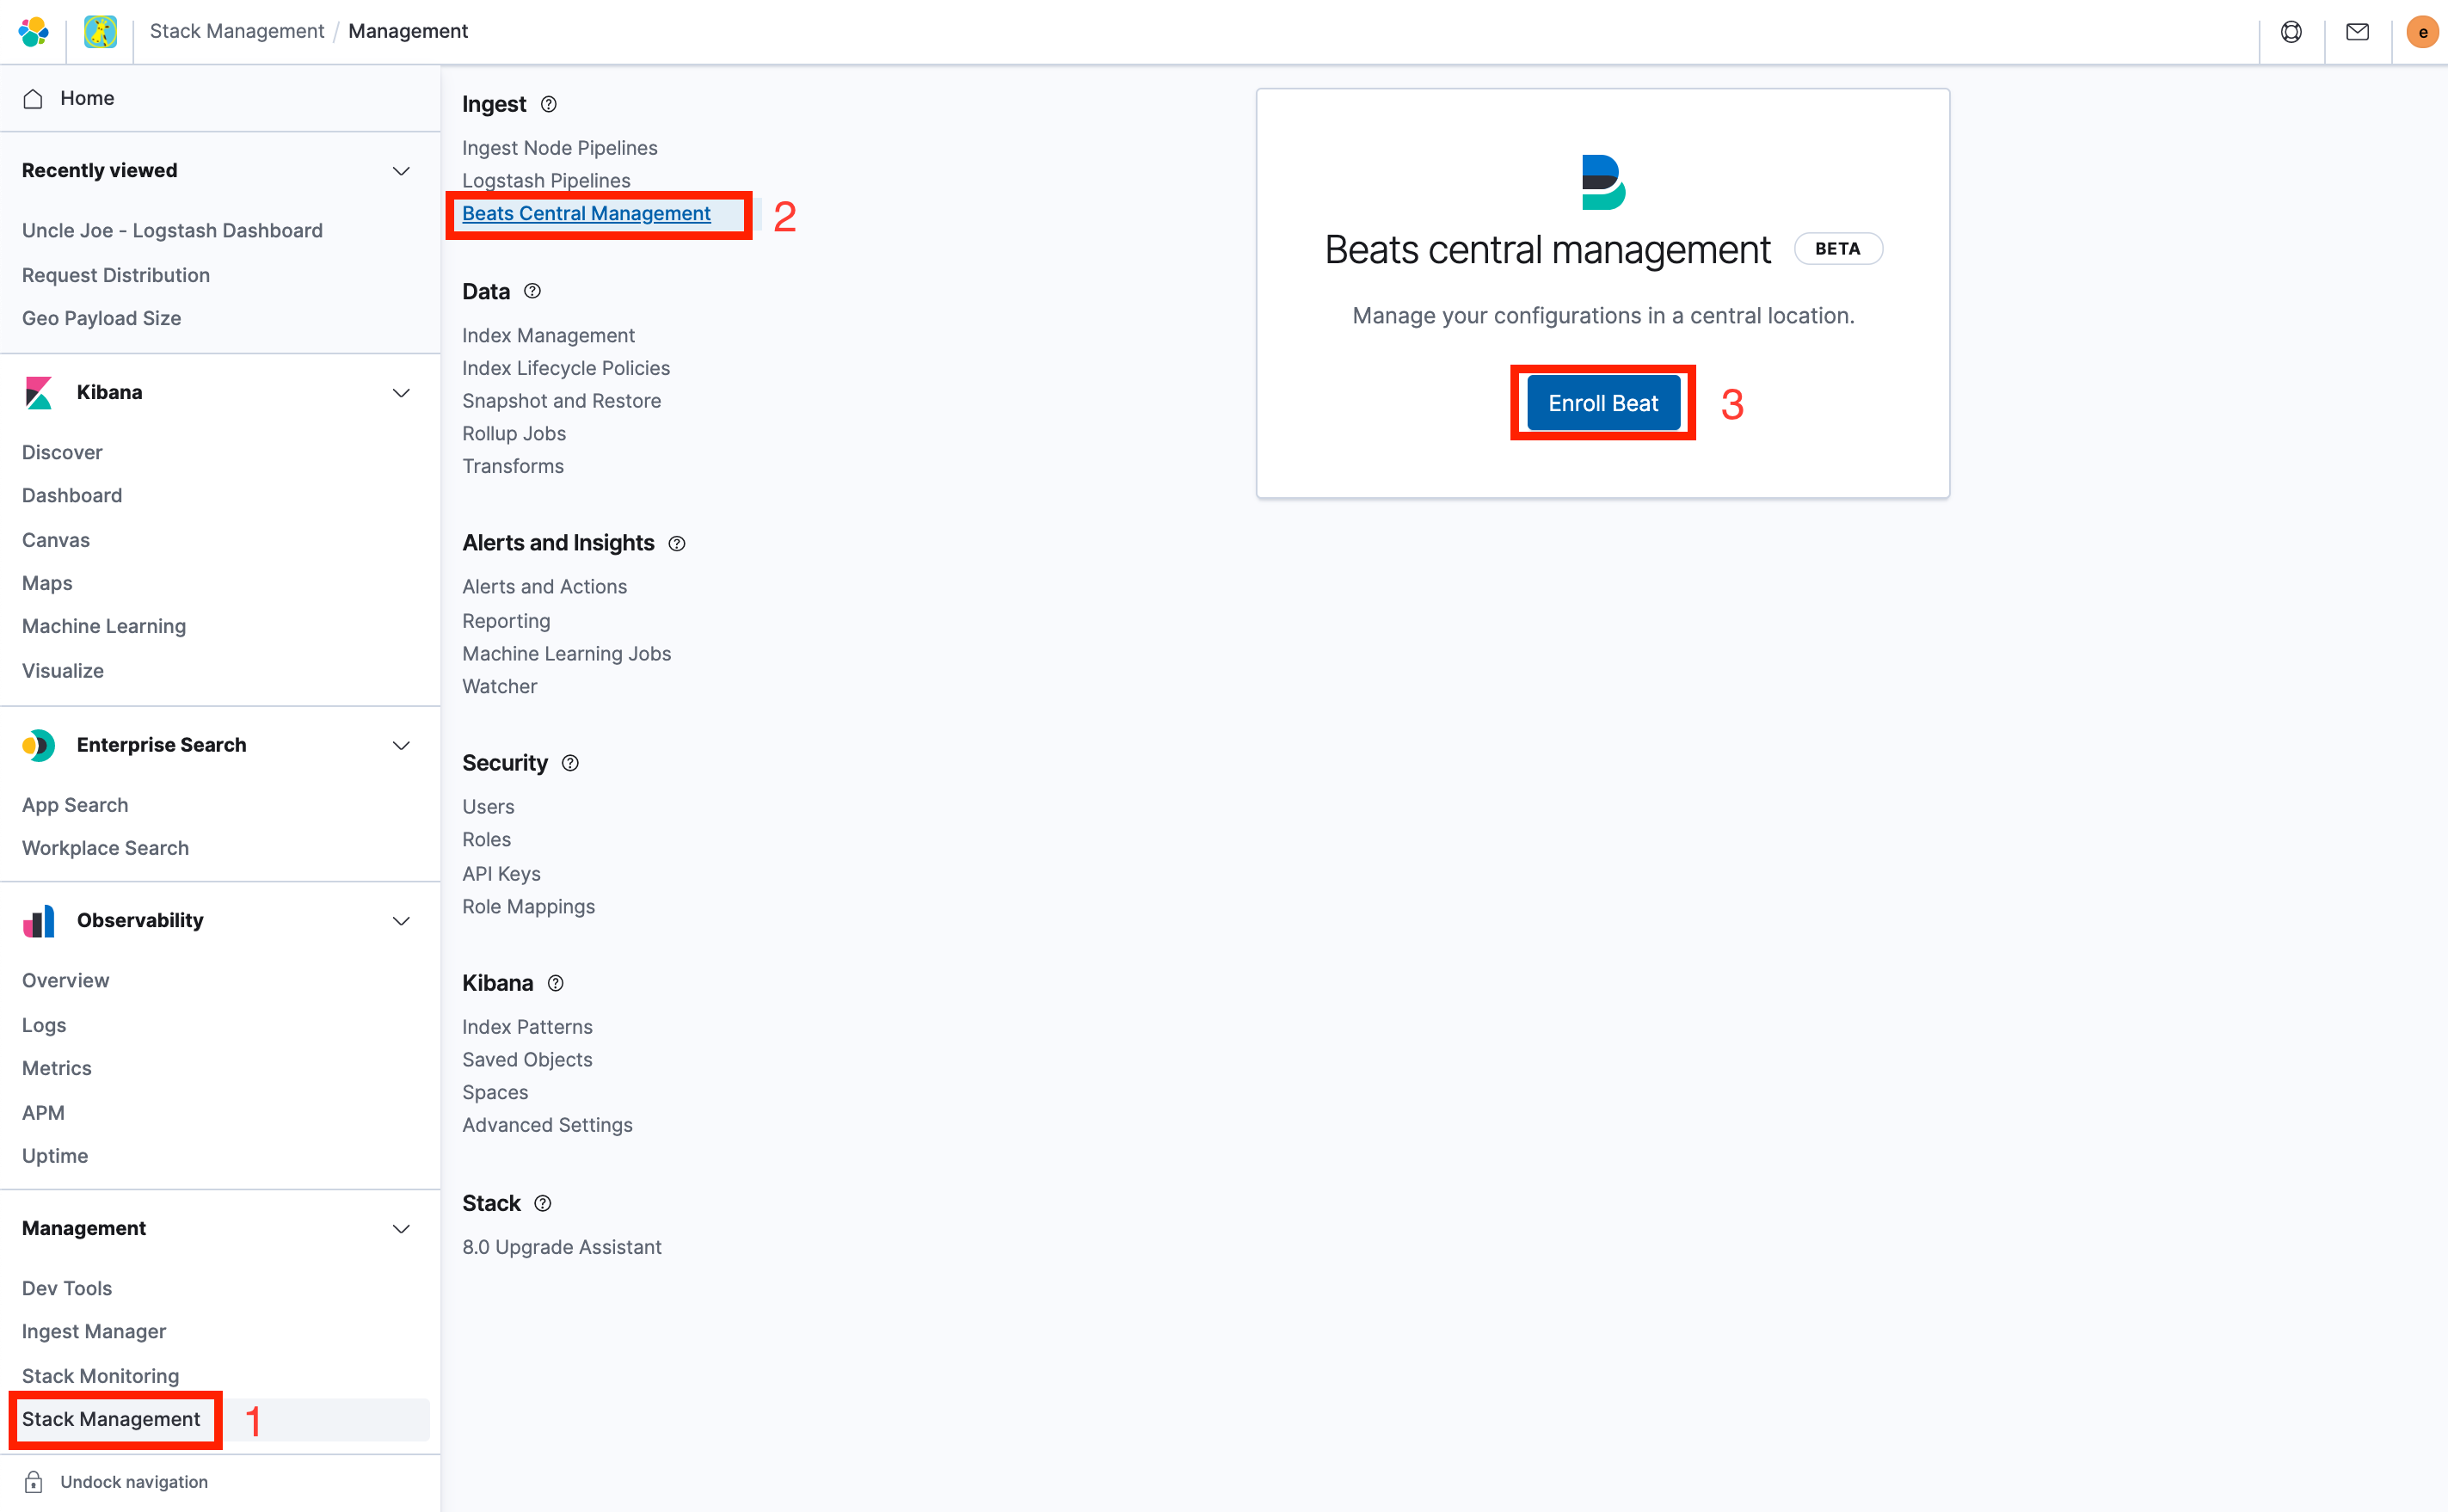 Stack Management / Management
e
Home
Recently viewed
Uncle Joe - Logstash Dashboard
Request Distribution
Geo Payload Size
Kibana
Discover
Dashboard
Canvas
Maps
Machine Learning
Visualize
Enterprise Search
App Search
Workplace Search
Observability
Overview
Logs
Metrics
APM
Uptime
Management
Dev Tools
Ingest Manager
Stack Monitoring
Stack Management 1
Undock navigation
Ingest
Ingest Node Pipelines
Logstash Pipelines
Beats Central Management 2
Data
Index Management
Index Lifecycle Policies
Snapshot and Restore
Rollup Jobs
Transforms
Alerts and Insights
Alerts and Actions
Reporting
Machine Learning Jobs
Watcher
Security
Users
Roles
API Keys
Role Mappings
Kibana
Index Patterns
Saved Objects
Spaces
Advanced Settings
Stack
8.0 Upgrade Assistant
Beats central management BETA
Manage your configurations in a central location.
Enroll Beat 3